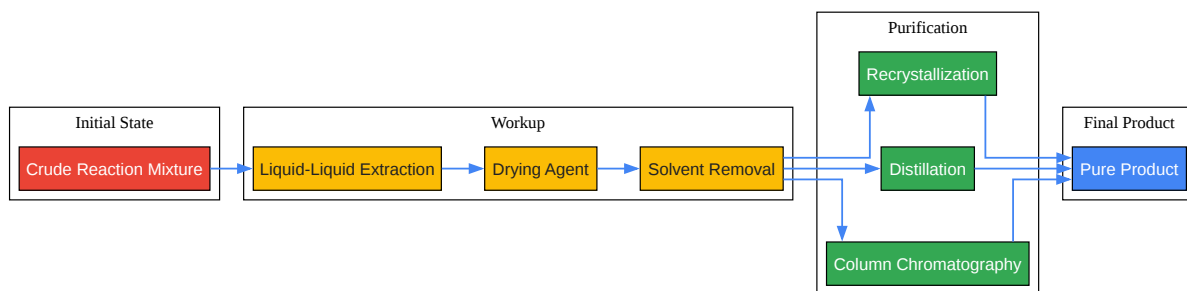 Initial State
Crude Reaction Mixture
Workup
Liquid-Liquid Extraction
Drying Agent
Solvent Removal
Purification
Recrystallization
Distillation
Column Chromatography
Final Product
Pure Product